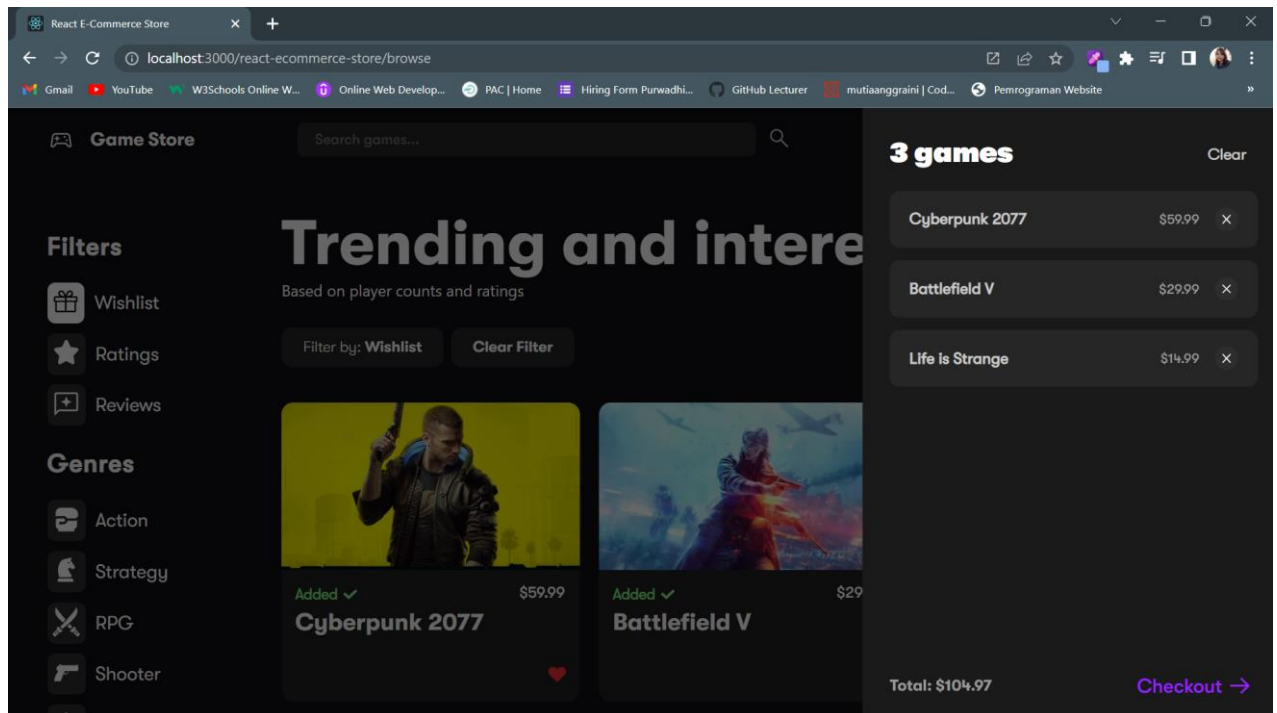 React E-Commerce Store
localhost:3000/react-ecommerce-store/browse
Gmail YouTube W3Schools Online W... Online Web Develop... PAC | Home Hiring Form Purwadhi... GitHub Lecturer mutiaanggraini | Cod... Pemrograman Website »
Game Store
Search games...
Filters
Wishlist
Ratings
Reviews
Genres
Action
Strategy
RPG
Shooter
Trending and intere
Based on player counts and ratings
Filter by: Wishlist Clear Filter
Added $59.99
Cyberpunk 2077
Added $29
Battlefield V
3 games Clear
Cyberpunk 2077 $59.99
Battlefield V $29.99
Life is Strange $14.99
Total: $104.97 Checkout →